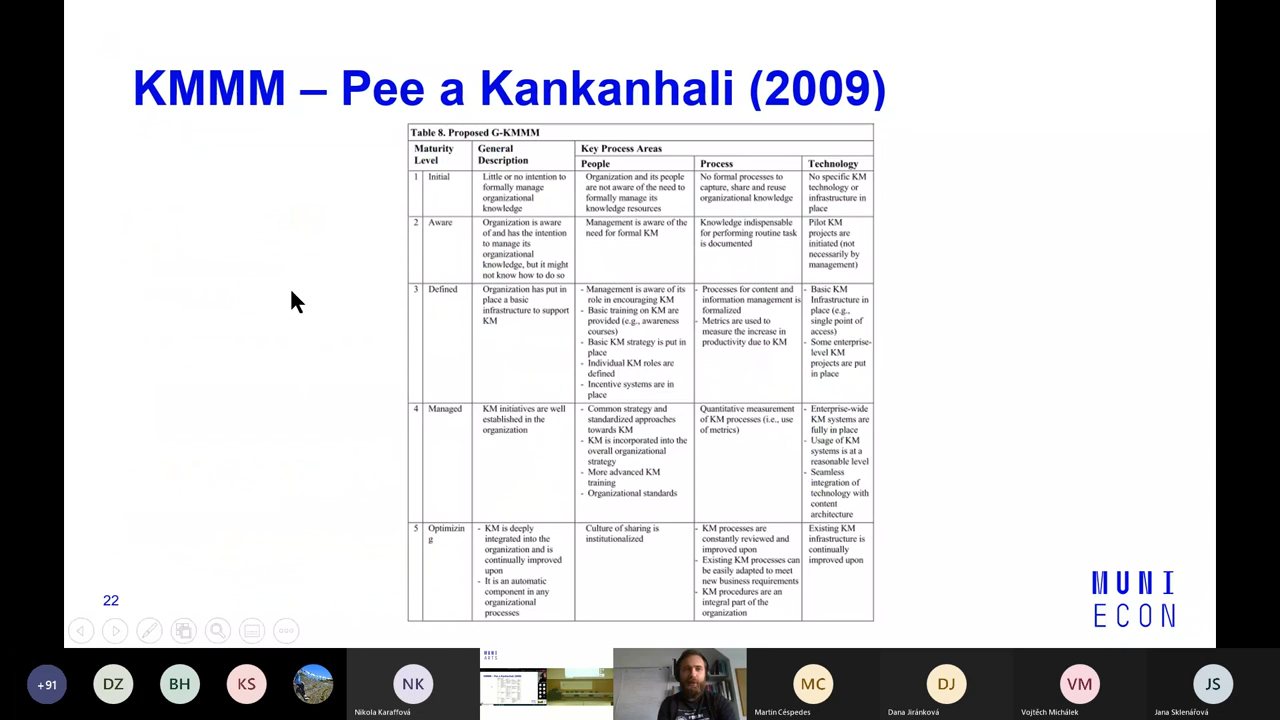 KMMM – Pee a Kankanhali (2009)
Table 8. Proposed G-KMMM
Maturity Level
General Description
Key Process Areas
People
Process
Technology
1
Initial
Little or no intention to
formally manage
organizational
knowledge
Organization and its people
are not aware of the need to
formally manage its
knowledge resources
No formal processes to
capture, share and reuse
organizational knowledge
No specific KM
technology or
infrastructure in
place
2
Aware
Organization is aware
of and has the intention
to manage its
organizational
knowledge, but it might
not know how to do so
Management is aware of the
need for formal KM
Knowledge indispensable
for performing routine task
is documented
Pilot KM
projects are
initiated (not
necessarily by
management)
3
Defined
Organization has put in
place a basic
infrastructure to support
KM
- Management is aware of its
role in encouraging KM
- Basic training on KM are
provided (e.g., awareness
courses)
- Basic KM strategy is put in
place
- Individual KM roles are
defined
- Incentive systems are in
place
- Processes for content and
information management is
formalized
- Metrics are used to
measure the increase in
productivity due to KM
- Basic KM
Infrastructure in
place (e.g.,
single point of
access)
- Some enterprise-
level KM
projects are put
in place
4
Managed
KM initiatives are well
established in the
organization
- Common strategy and
standardized approaches
towards KM
- KM is incorporated into the
overall organizational
strategy
- More advanced KM
training
- Organizational standards
Quantitative measurement
of KM processes (i.e., use
of metrics)
- Enterprise-wide
KM systems are
fully in place
- Usage of KM
systems is at a
reasonable level
- Seamless
integration of
technology with
content
architecture
5
Optimizin
g
- KM is deeply
integrated into the
organization and is
continually improved
upon
- It is an automatic
component in any
organizational
processes
Culture of sharing is
institutionalized
- KM processes are
constantly reviewed and
improved upon
- Existing KM processes can
be easily adapted to meet
new business requirements
- KM procedures are an
integral part of the
organization
Existing KM
infrastructure is
continually
improved upon
22
MUNI
ECON
+91
DZ
BH
KS
NK
Nikola Karaffová
MUNI
ARTS
MC
Martin Céspedes
DJ
Dana Jiránková
VM
Vojtěch Michálek
JS
Jana Sklenářová